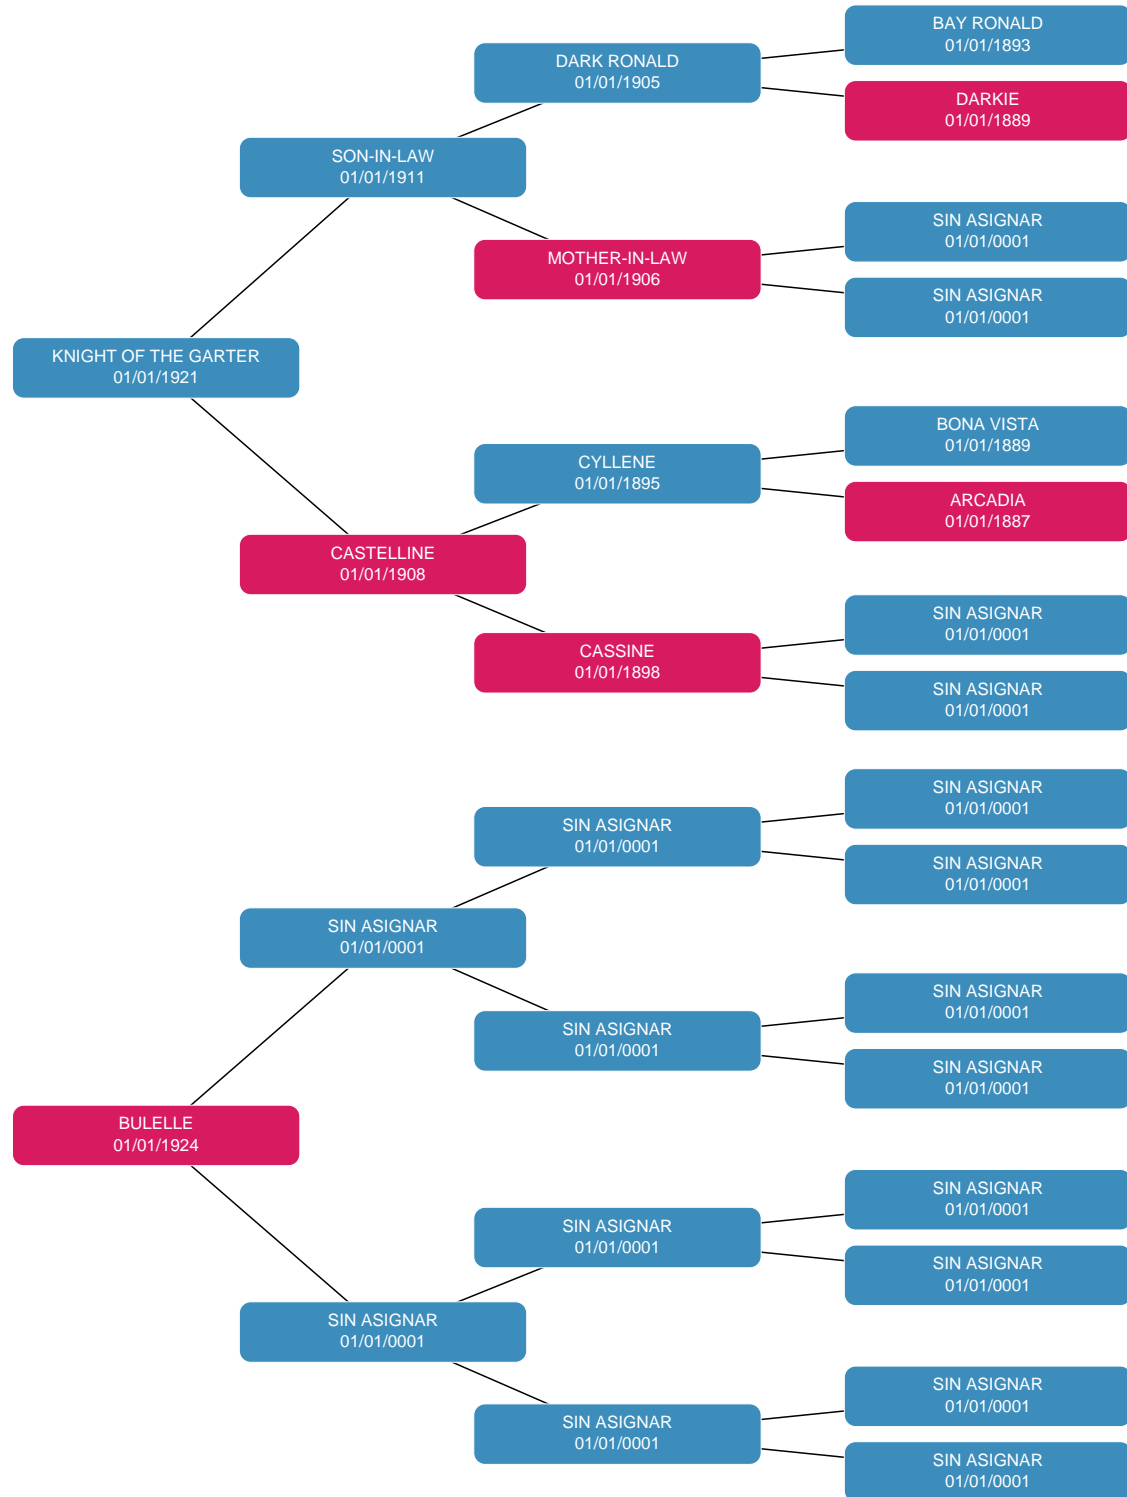 BAY RONALD
01/01/1893
DARK RONALD
01/01/1905
DARKIE
01/01/1889
SON-IN-LAW
01/01/1911
SIN ASIGNAR
01/01/0001
MOTHER-IN-LAW
01/01/1906
SIN ASIGNAR
01/01/0001
KNIGHT OF THE GARTER
01/01/1921
BONA VISTA
01/01/1889
CYLLENE
01/01/1895
ARCADIA
01/01/1887
CASTELLINE
01/01/1908
SIN ASIGNAR
01/01/0001
CASSINE
01/01/1898
SIN ASIGNAR
01/01/0001
SIN ASIGNAR
01/01/0001
SIN ASIGNAR
01/01/0001
SIN ASIGNAR
01/01/0001
SIN ASIGNAR
01/01/0001
SIN ASIGNAR
01/01/0001
SIN ASIGNAR
01/01/0001
SIN ASIGNAR
01/01/0001
BULELLE
01/01/1924
SIN ASIGNAR
01/01/0001
SIN ASIGNAR
01/01/0001
SIN ASIGNAR
01/01/0001
SIN ASIGNAR
01/01/0001
SIN ASIGNAR
01/01/0001
SIN ASIGNAR
01/01/0001
SIN ASIGNAR
01/01/0001